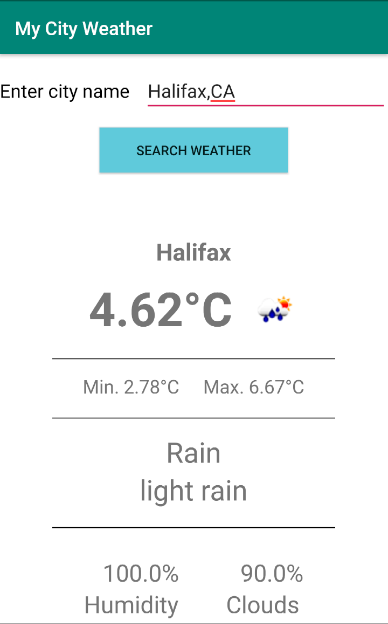 My City Weather
Enter city name Halifax,CA
SEARCH WEATHER
Halifax
4.62°C
Min. 2.78°C Max. 6.67°C
Rain
light rain
100.0% 90.0%
Humidity Clouds